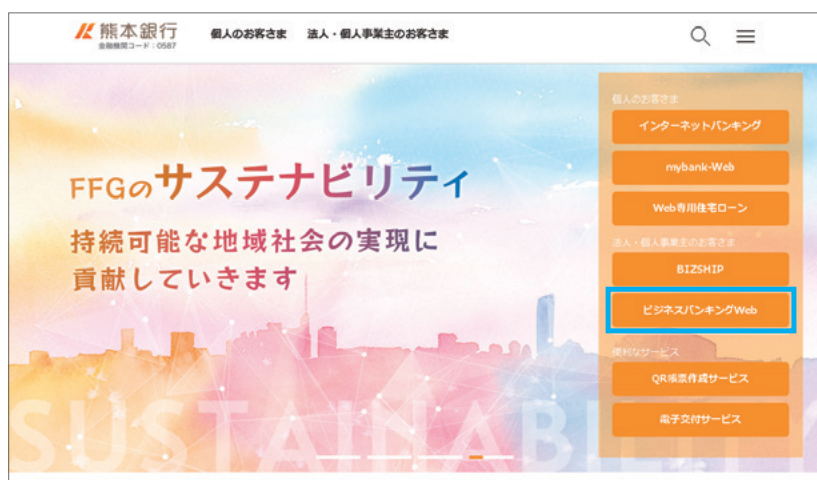 熊本銀行
金融機関コード：0587
個人のお客さま 法人・個人事業主のお客さま
FFGのサステナビリティ
持続可能な地域社会の実現に
貢献していきます
個人のお客さま
インターネットバンキング
mybank-Web
Web専用住宅ローン
法人・個人事業主のお客さま
BIZSHIP
ビジネスバンキングWeb
便利なサービス
QR帳票作成サービス
電子交付サービス
SUSTAINABILITY